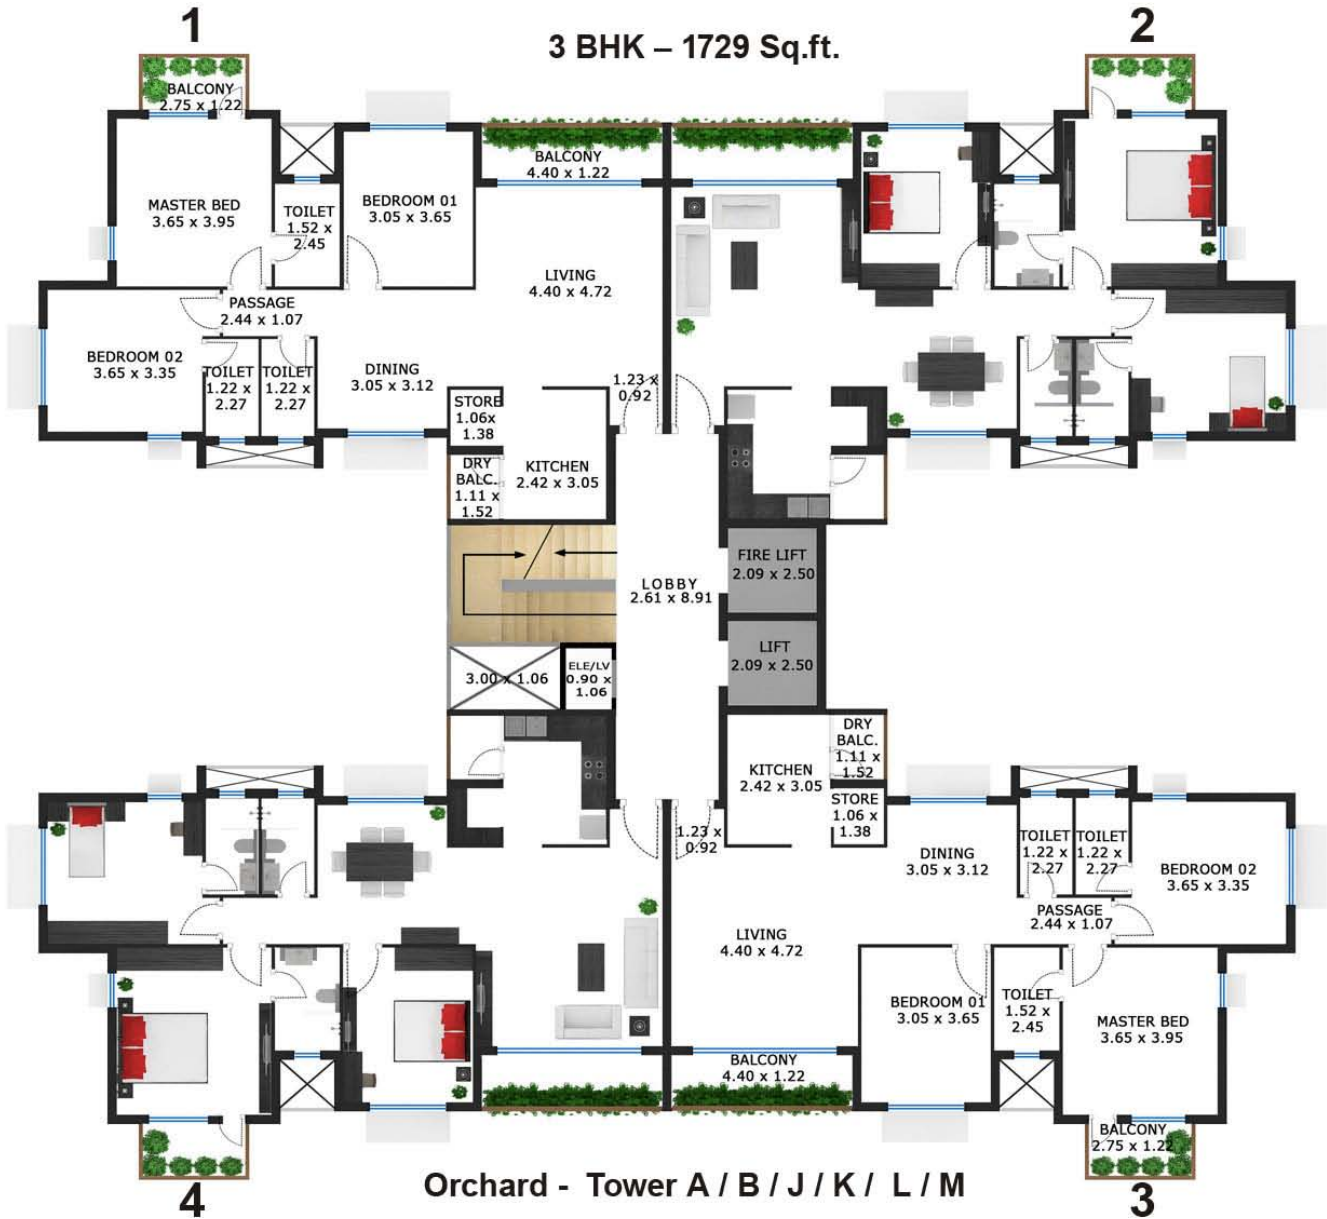 1
2
3 BHK – 1729 Sq.ft.
BALCONY
2.75 x 1.22
BALCONY
4.40 x 1.22
MASTER BED
3.65 x 3.95
TOILET
1.52 x
2.45
BEDROOM 01
3.05 x 3.65
LIVING
4.40 x 4.72
PASSAGE
2.44 x 1.07
BEDROOM 02
3.65 x 3.35
TOILET
1.22 x
2.27
TOILET
1.22 x
2.27
DINING
3.05 x 3.12
1.23 x
0.92
STORE
1.06x
1.38
DRY
BALC.
1.11 x
1.52
KITCHEN
2.42 x 3.05
FIRE LIFT
2.09 x 2.50
LOBBY
2.61 x 8.91
LIFT
2.09 x 2.50
3.00 x 1.06
ELE/LV
0.90 x
1.06
KITCHEN
2.42 x 3.05
DRY
BALC.
1.11 x
1.52
STORE
1.06 x
1.38
1.23 x
0.92
DINING
3.05 x 3.12
TOILET
1.22 x
2.27
TOILET
1.22 x
2.27
BEDROOM 02
3.65 x 3.35
PASSAGE
2.44 x 1.07
LIVING
4.40 x 4.72
BEDROOM 01
3.05 x 3.65
TOILET
1.52 x
2.45
MASTER BED
3.65 x 3.95
BALCONY
4.40 x 1.22
BALCONY
2.75 x 1.22
Orchard - Tower A / B / J / K / L / M
4
3